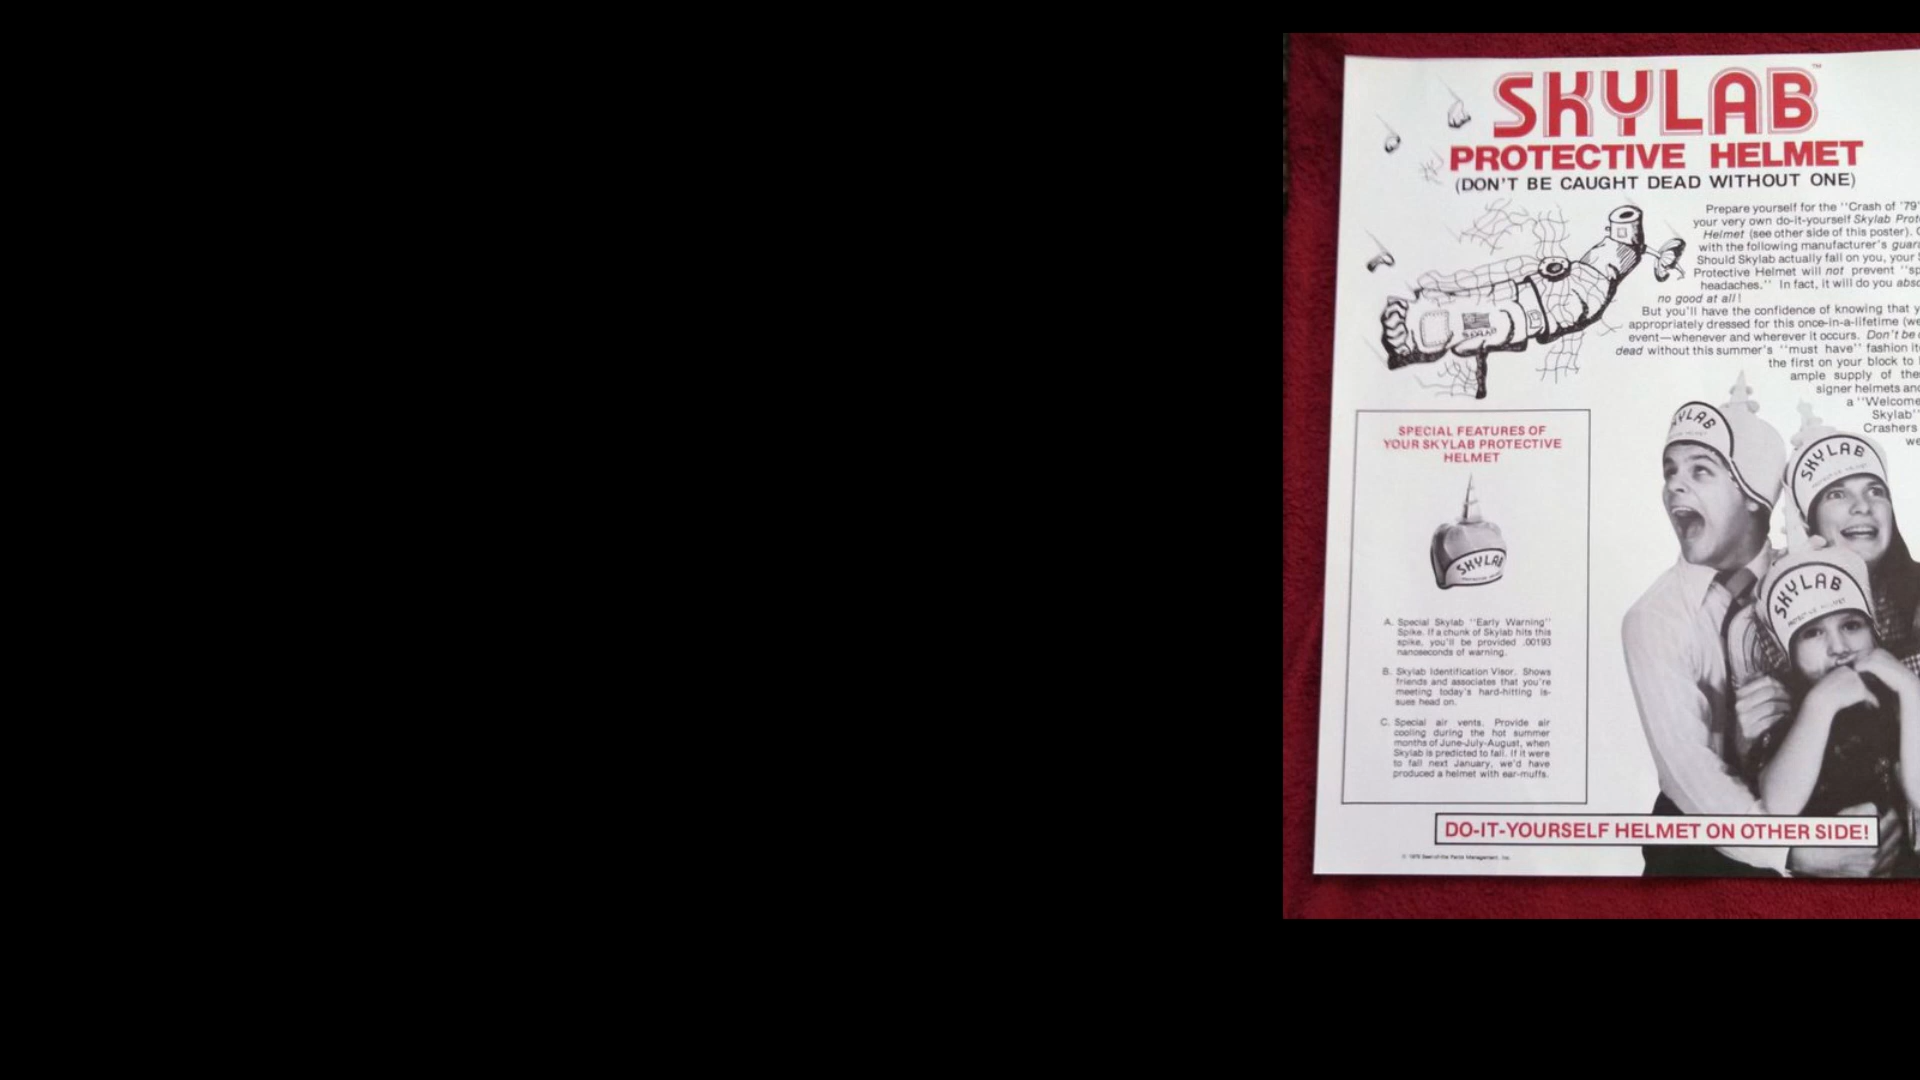 SKYLAB™
PROTECTIVE HELMET
(DON'T BE CAUGHT DEAD WITHOUT ONE)
Prepare yourself for the "Crash of '79"
your very own do-it-yourself Skylab
Helmet (see other side of this poster).
with the following manufacturer's
Should Skylab actually fall on you, your
Protective Helmet will not prevent
headaches." In fact, it will do you
no good at all!
But you'll have the confidence of knowing that
appropriately dressed for this once-in-a-lifetime
event—whenever and wherever it occurs. Don't be
dead without this summer's "must have" fashion
the first on your block to
ample supply of
signer helmets and
a "Welcome
Skylab"
Crashers
SPECIAL FEATURES OF
YOUR SKYLAB PROTECTIVE
HELMET
SKYLAB
A. Special Skylab "Early Warning"
Spike. If a chunk of Skylab hits this
spike, you'll be provided .00193
nanoseconds of warning.
B. Skylab Identification Visor. Shows
friends and associates that you're
meeting today's hard-hitting is-
sues head on.
C. Special air vents. Provide air
cooling during the hot summer
months of June-July-August, when
Skylab is predicted to fall. If it were
to fall next January, we'd have
produced a helmet with ear-muffs.
SKYLAB
SKYLAB
SKYLAB
DO-IT-YOURSELF HELMET ON OTHER SIDE!